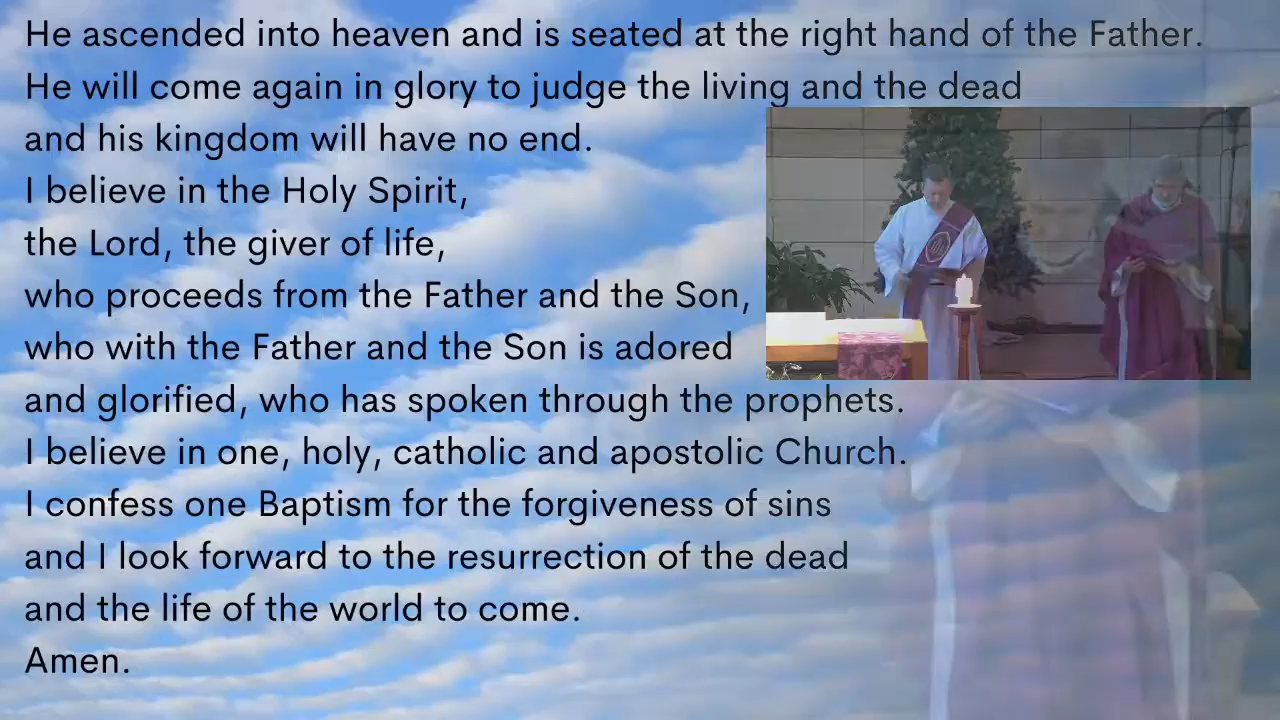 He ascended into heaven and is seated at the right hand of the Father.
He will come again in glory to judge the living and the dead
and his kingdom will have no end.
I believe in the Holy Spirit,
the Lord, the giver of life,
who proceeds from the Father and the Son,
who with the Father and the Son is adored
and glorified, who has spoken through the prophets.
I believe in one, holy, catholic and apostolic Church.
I confess one Baptism for the forgiveness of sins
and I look forward to the resurrection of the dead
and the life of the world to come.
Amen.